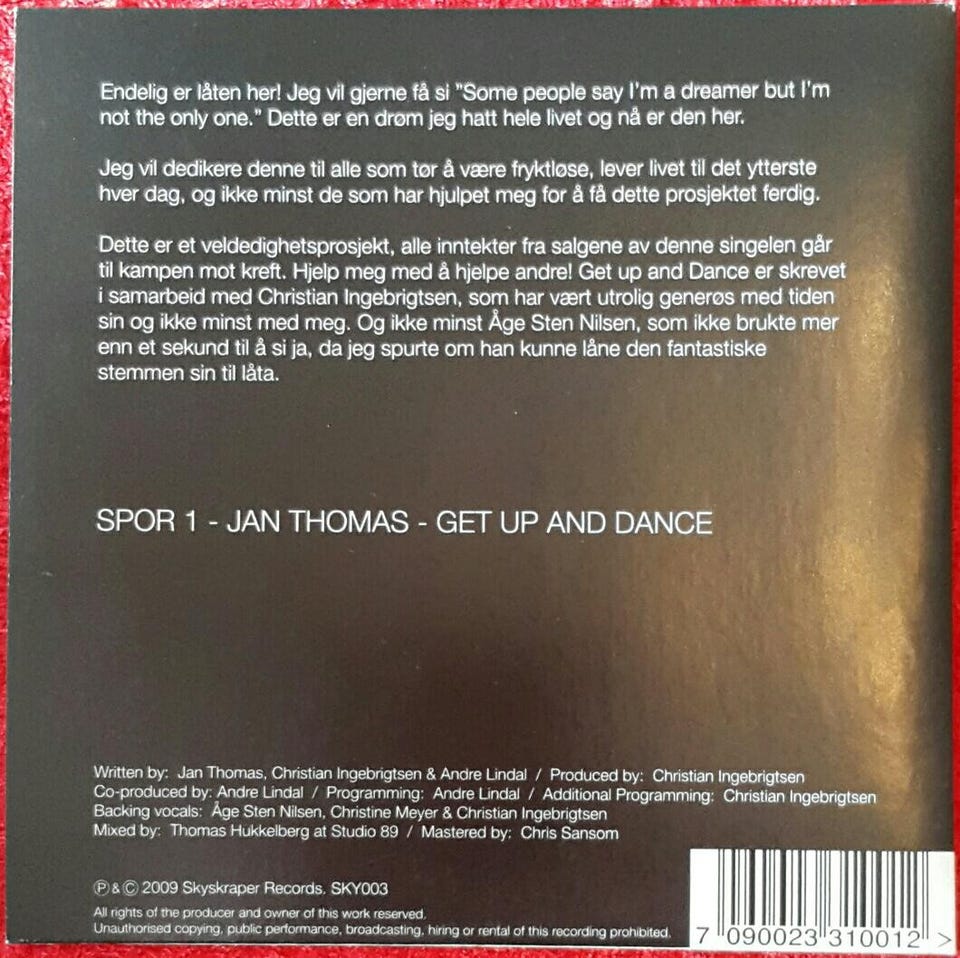 Endelig er låten her! Jeg vil gjerne få si "Some people say I'm a dreamer but I'm
not the only one." Dette er en drøm jeg hatt hele livet og nå er den her.
Jeg vil dedikere denne til alle som tør å være fryktløse, lever livet til det ytterste
hver dag, og ikke minst de som har hjulpet meg for å få dette prosjektet ferdig.
Dette er et veldedighetsprosjekt, alle inntekter fra salgene av denne singelen går
til kampen mot kreft. Hjelp meg med å hjelpe andre! Get up and Dance er skrevet
i samarbeid med Christian Ingebrigtsen, som har vært utrolig generøs med tiden
sin og ikke minst med meg. Og ikke minst Åge Sten Nilsen, som ikke brukte mer
enn et sekund til å si ja, da jeg spurte om han kunne låne den fantastiske
stemmen sin til låta.
SPOR 1 - JAN THOMAS - GET UP AND DANCE
Written by: Jan Thomas, Christian Ingebrigtsen & Andre Lindal / Produced by: Christian Ingebrigtsen
Co-produced by: Andre Lindal / Programming: Andre Lindal / Additional Programming: Christian Ingebrigtsen
Backing vocals: Åge Sten Nilsen, Christine Meyer & Christian Ingebrigtsen
Mixed by: Thomas Hukkelberg at Studio 89 / Mastered by: Chris Sansom
℗ & © 2009 Skyskraper Records. SKY003
All rights of the producer and owner of this work reserved.
Unauthorised copying, public performance, broadcasting, hiring or rental of this recording prohibited.
7 090023 310012 >